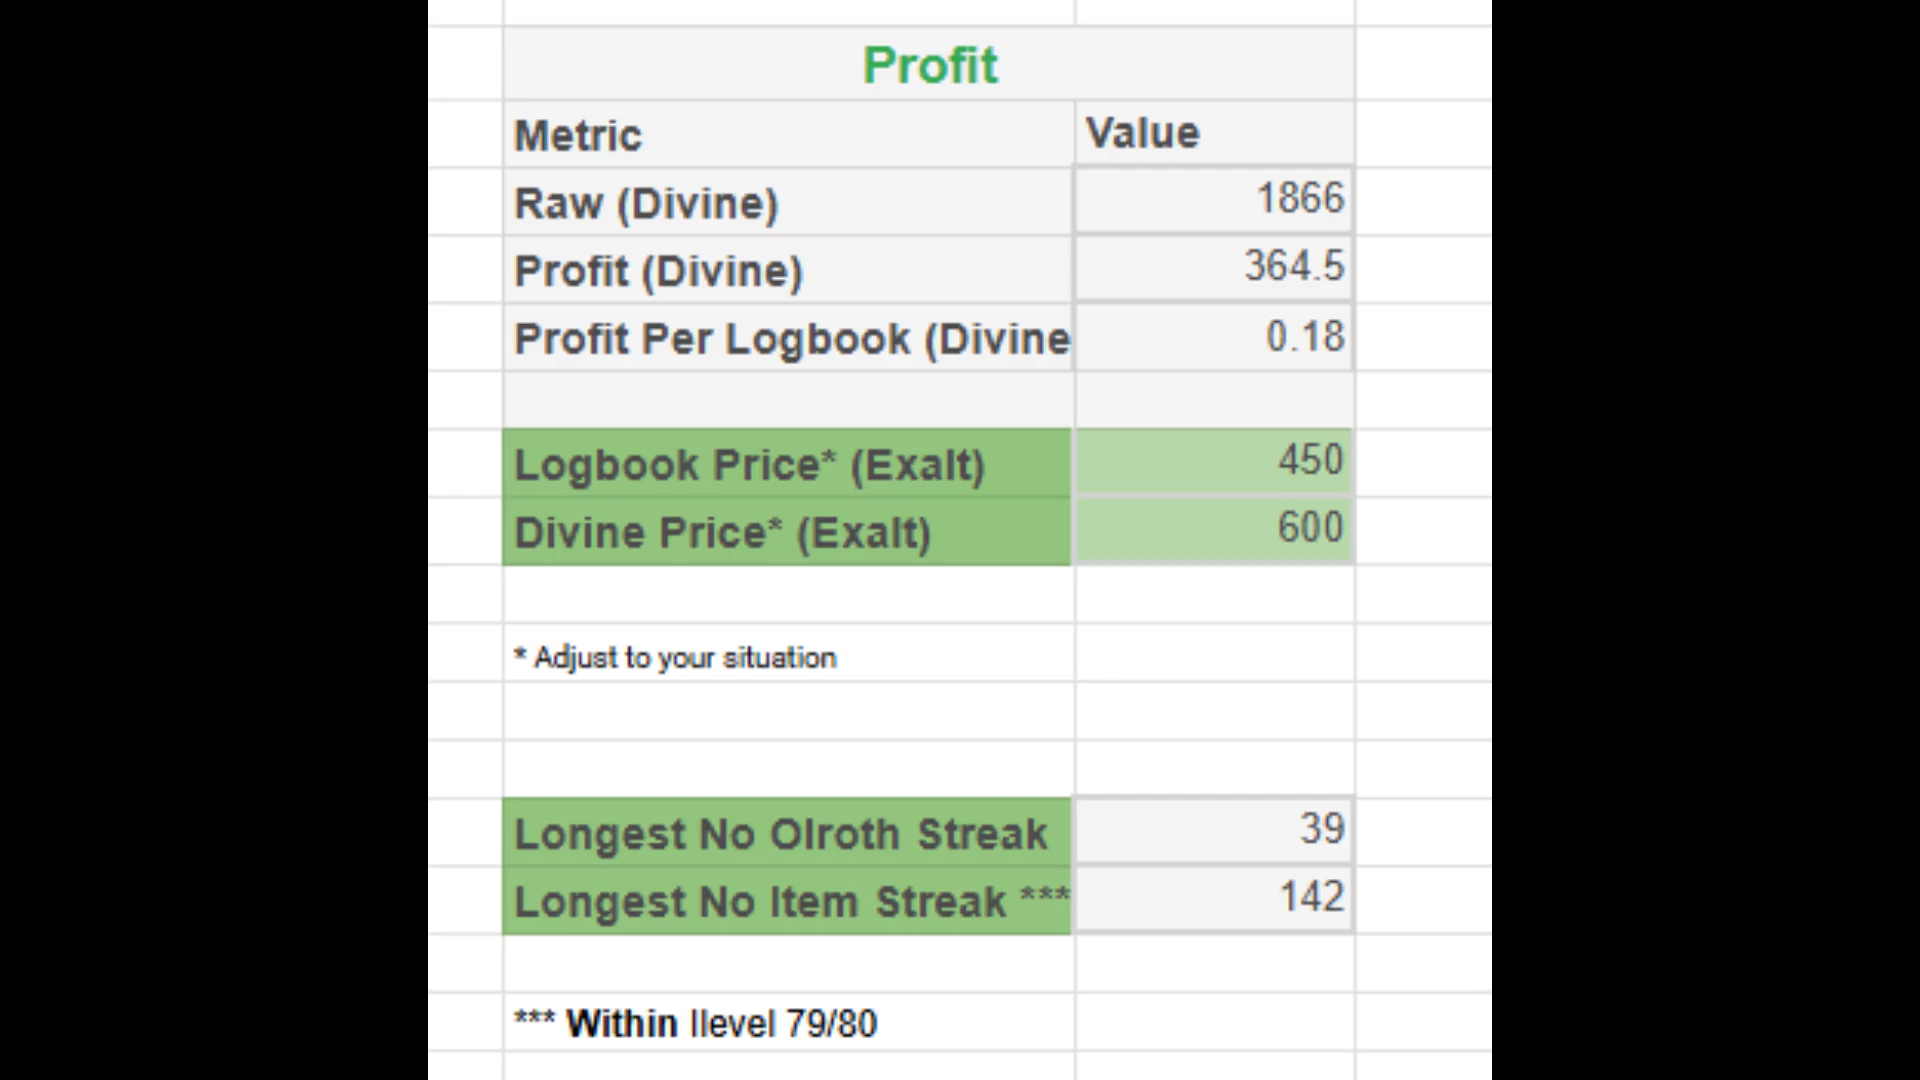 Profit
Metric Value
Raw (Divine) 1866
Profit (Divine) 364.5
Profit Per Logbook (Divine 0.18
Logbook Price* (Exalt) 450
Divine Price* (Exalt) 600
* Adjust to your situation
Longest No Olroth Streak 39
Longest No Item Streak *** 142
*** Within Ilevel 79/80